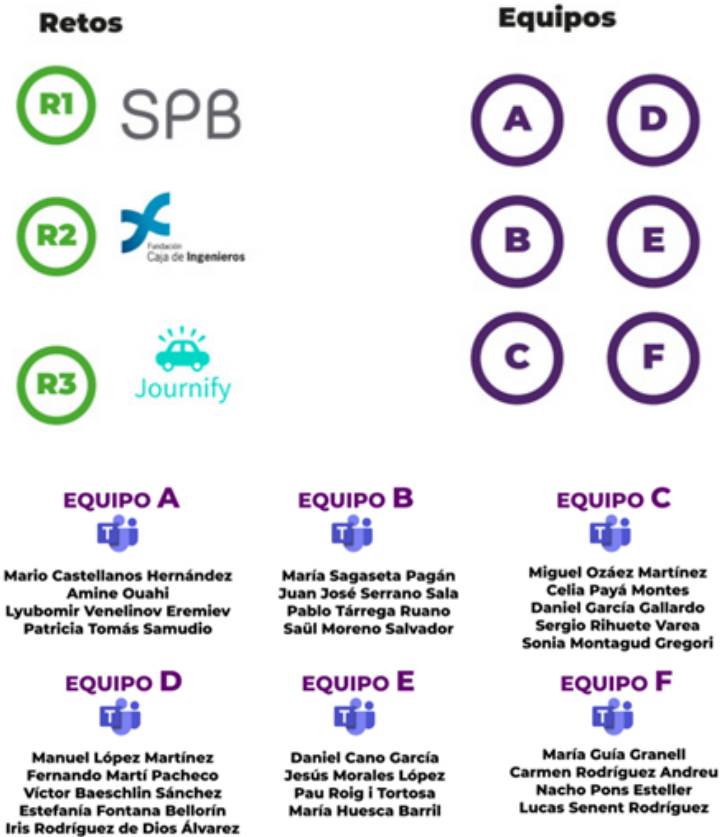 Retos
Equipos
R1
SPB
A
D
R2
Fundación
Caja de Ingenieros
B
E
R3
Journify
C
F
EQUIPO A
Mario Castellanos Hernández
Amine Ouahi
Lyubomir Venelinov Eremiev
Patricia Tomás Samudio
EQUIPO B
María Sagaseta Pagán
Juan José Serrano Sala
Pablo Tárrega Ruano
Saül Moreno Salvador
EQUIPO C
Miguel Ozáez Martínez
Celia Payá Montes
Daniel García Gallardo
Sergio Rihuete Varea
Sonia Montagud Gregori
EQUIPO D
Manuel López Martínez
Fernando Martí Pacheco
Víctor Baeschlin Sánchez
Estefanía Fontana Bellorín
Iris Rodríguez de Dios Álvarez
EQUIPO E
Daniel Cano García
Jesús Morales López
Pau Roig i Tortosa
María Huesca Barril
EQUIPO F
María Guía Granell
Carmen Rodríguez Andreu
Nacho Pons Esteller
Lucas Senent Rodríguez